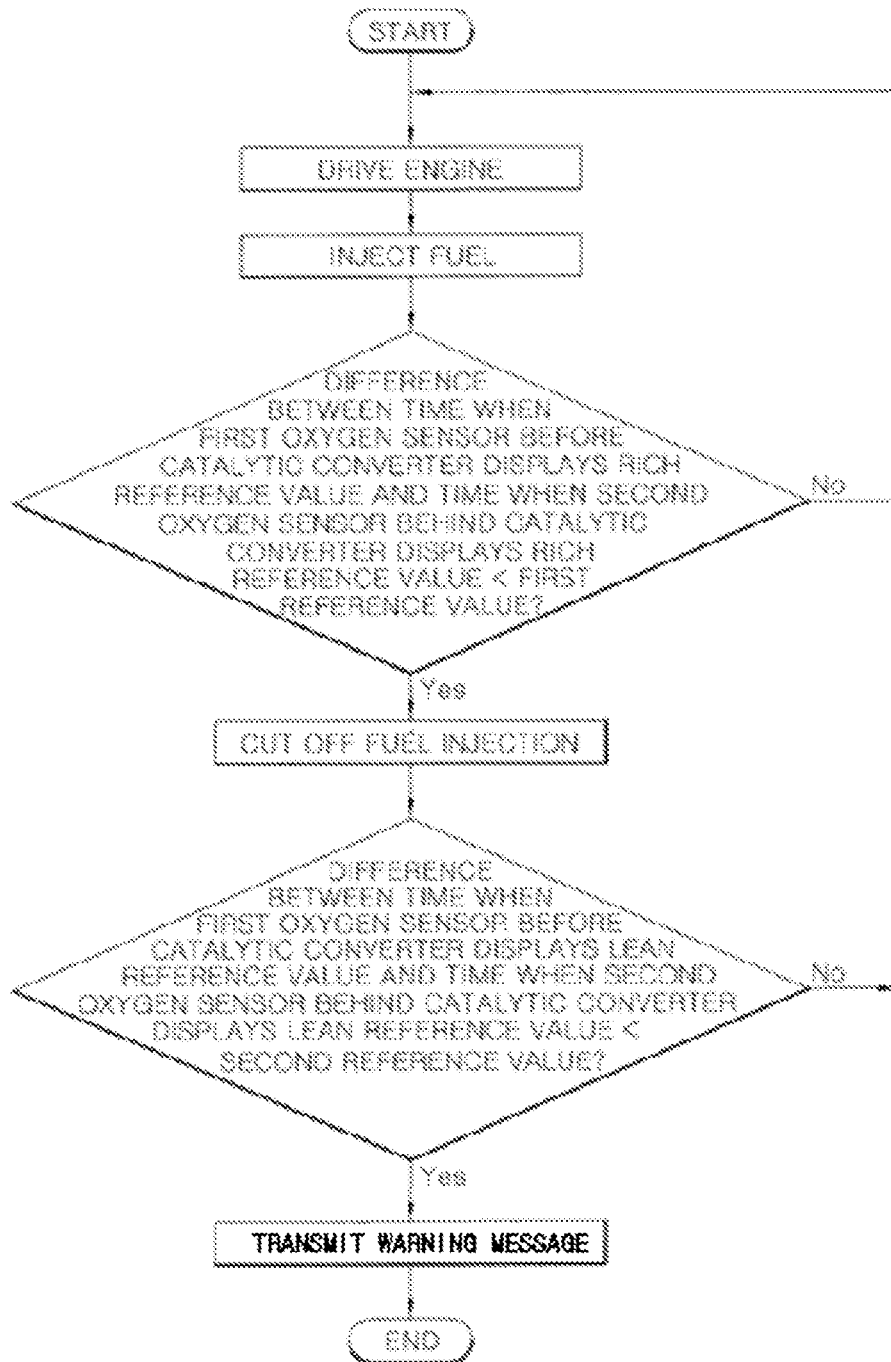 START
DRIVE ENGINE
INJECT FUEL
DIFFERENCE
BETWEEN TIME WHEN
FIRST OXYGEN SENSOR BEFORE
CATALYTIC CONVERTER DISPLAYS RICH
REFERENCE VALUE AND TIME WHEN SECOND
OXYGEN SENSOR BEHIND CATALYTIC
CONVERTER DISPLAYS RICH
REFERENCE VALUE < FIRST
REFERENCE VALUE?
No
Yes
CUT OFF FUEL INJECTION
DIFFERENCE
BETWEEN TIME WHEN
FIRST OXYGEN SENSOR BEFORE
CATALYTIC CONVERTER DISPLAYS LEAN
REFERENCE VALUE AND TIME WHEN SECOND
OXYGEN SENSOR BEHIND CATALYTIC CONVERTER
DISPLAYS LEAN REFERENCE VALUE <
SECOND REFERENCE VALUE?
No
Yes
TRANSMIT WARNING MESSAGE
END